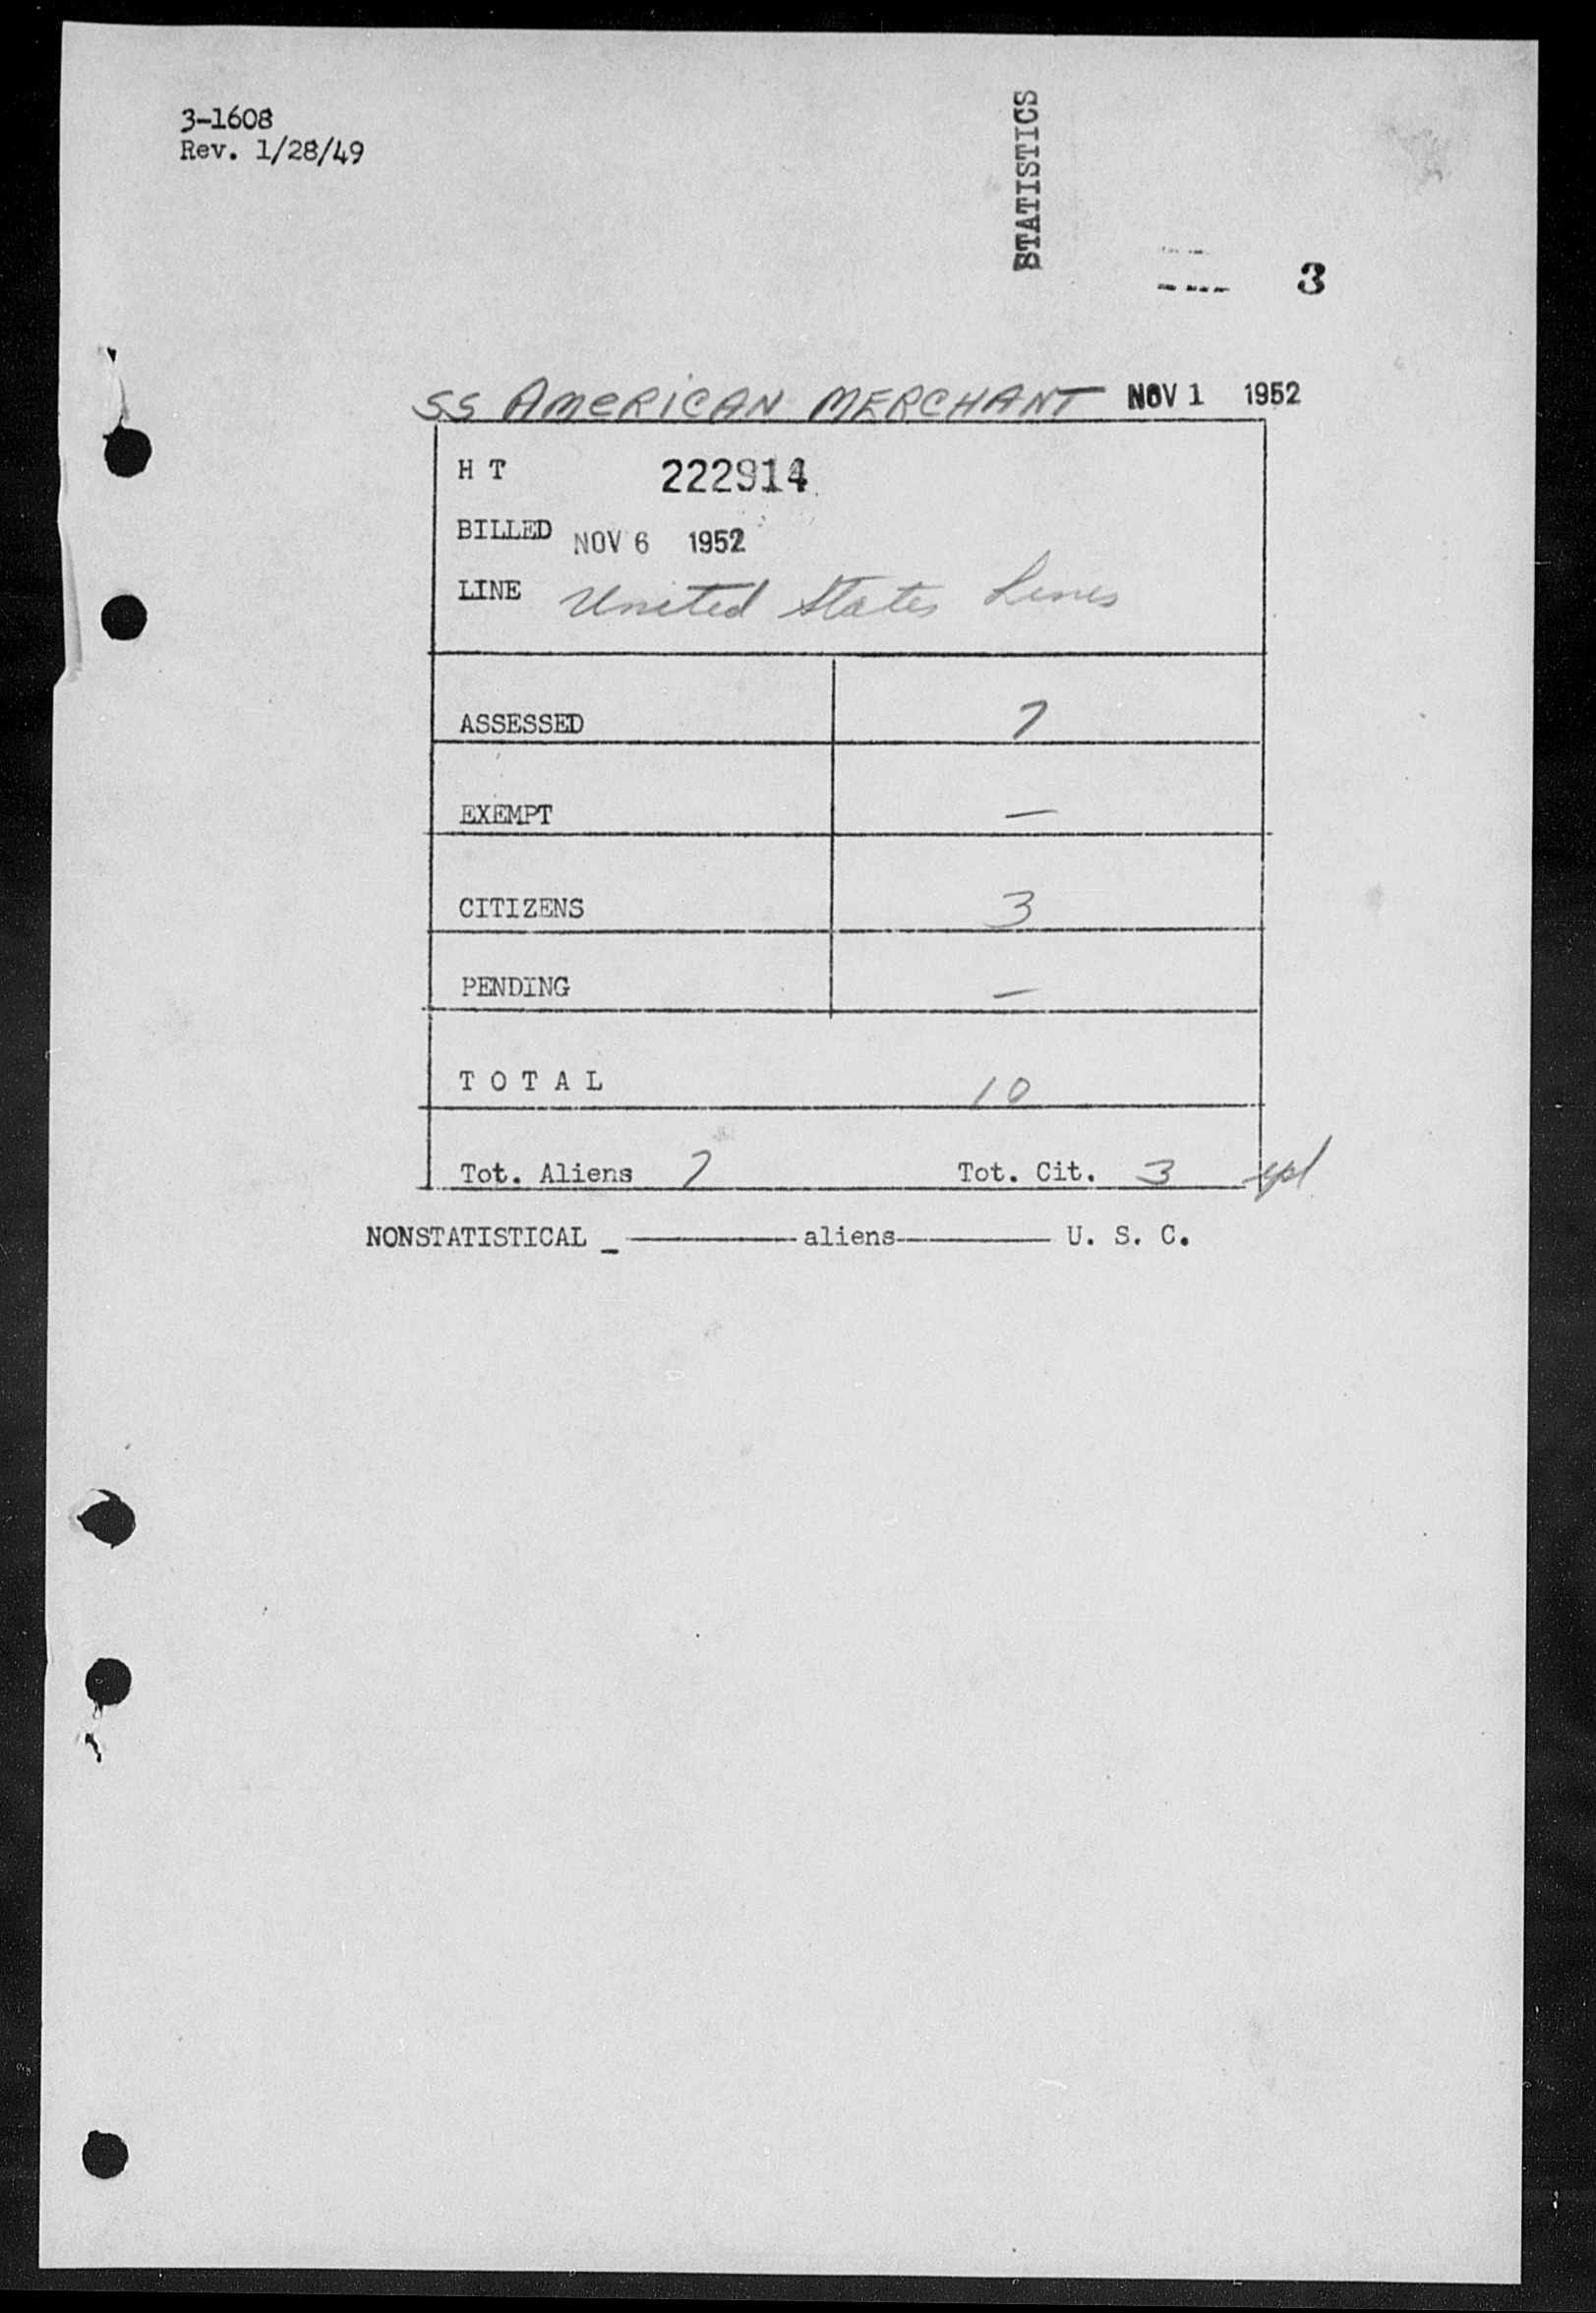 3-1608
Rev. 1/28/49
STATISTICS
3
SS AMERICAN MERCHANT NOV 1 1952
H T 222914
BILLED NOV 6 1952
LINE United States Lines
ASSESSED 7
EXEMPT —
CITIZENS 3
PENDING —
T O T A L 10
Tot. Aliens 7 Tot. Cit. 3
NONSTATISTICAL _ ———— aliens ———— U. S. C.